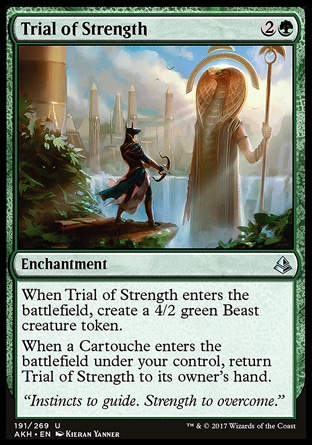 Trial of Strength 2
Enchantment
When Trial of Strength enters the
battlefield, create a 4/2 green Beast
creature token.
When a Cartouche enters the
battlefield under your control, return
Trial of Strength to its owner's hand.
“Instincts to guide. Strength to overcome.”
191/269 U
AKH • EN Kieran Yanner
™ & © 2017 Wizards of the Coast